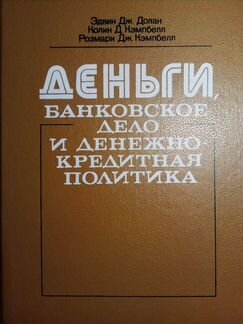 Эдвин Дж. Долан
Колин Д. Кэмпбелл
Розмари Дж. Кэмпбелл
ДЕНЬГИ,
БАНКОВСКОЕ
ДЕЛО
И ДЕНЕЖНО-
КРЕДИТНАЯ
ПОЛИТИКА